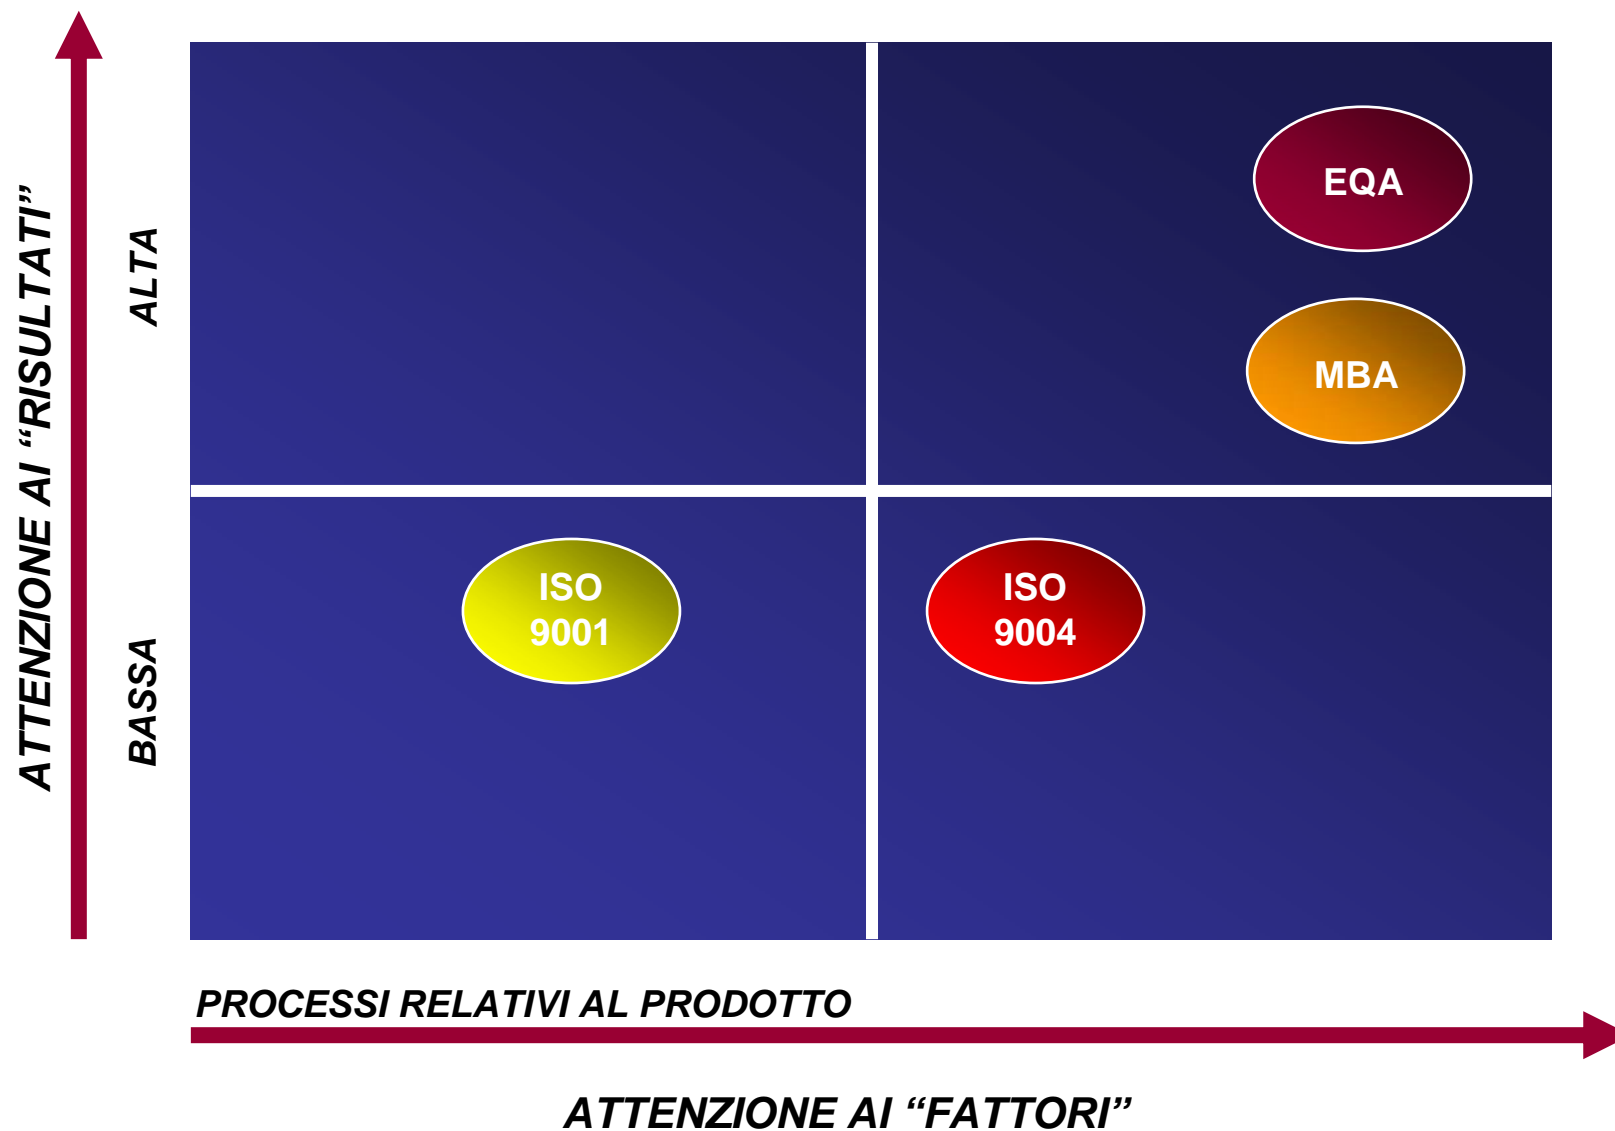 ATTENZIONE AI “RISULTATI”
ALTA
BASSA
EQA
MBA
ISO
9001
ISO
9004
PROCESSI RELATIVI AL PRODOTTO
ATTENZIONE AI “FATTORI”